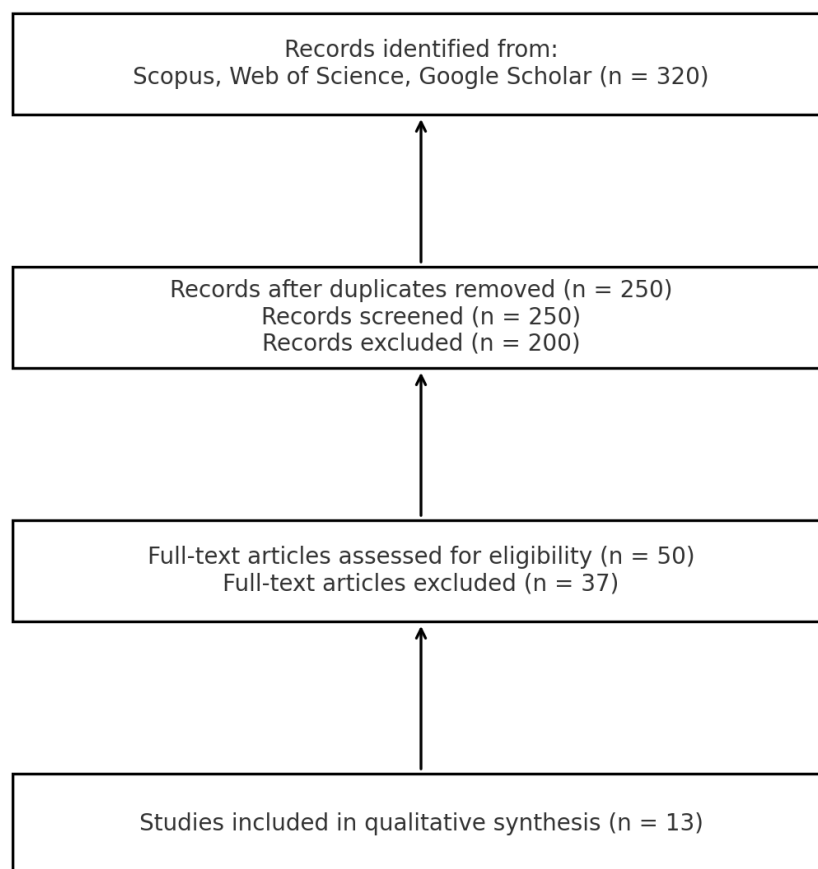 Records identified from:
Scopus, Web of Science, Google Scholar (n = 320)
Records after duplicates removed (n = 250)
Records screened (n = 250)
Records excluded (n = 200)
Full-text articles assessed for eligibility (n = 50)
Full-text articles excluded (n = 37)
Studies included in qualitative synthesis (n = 13)